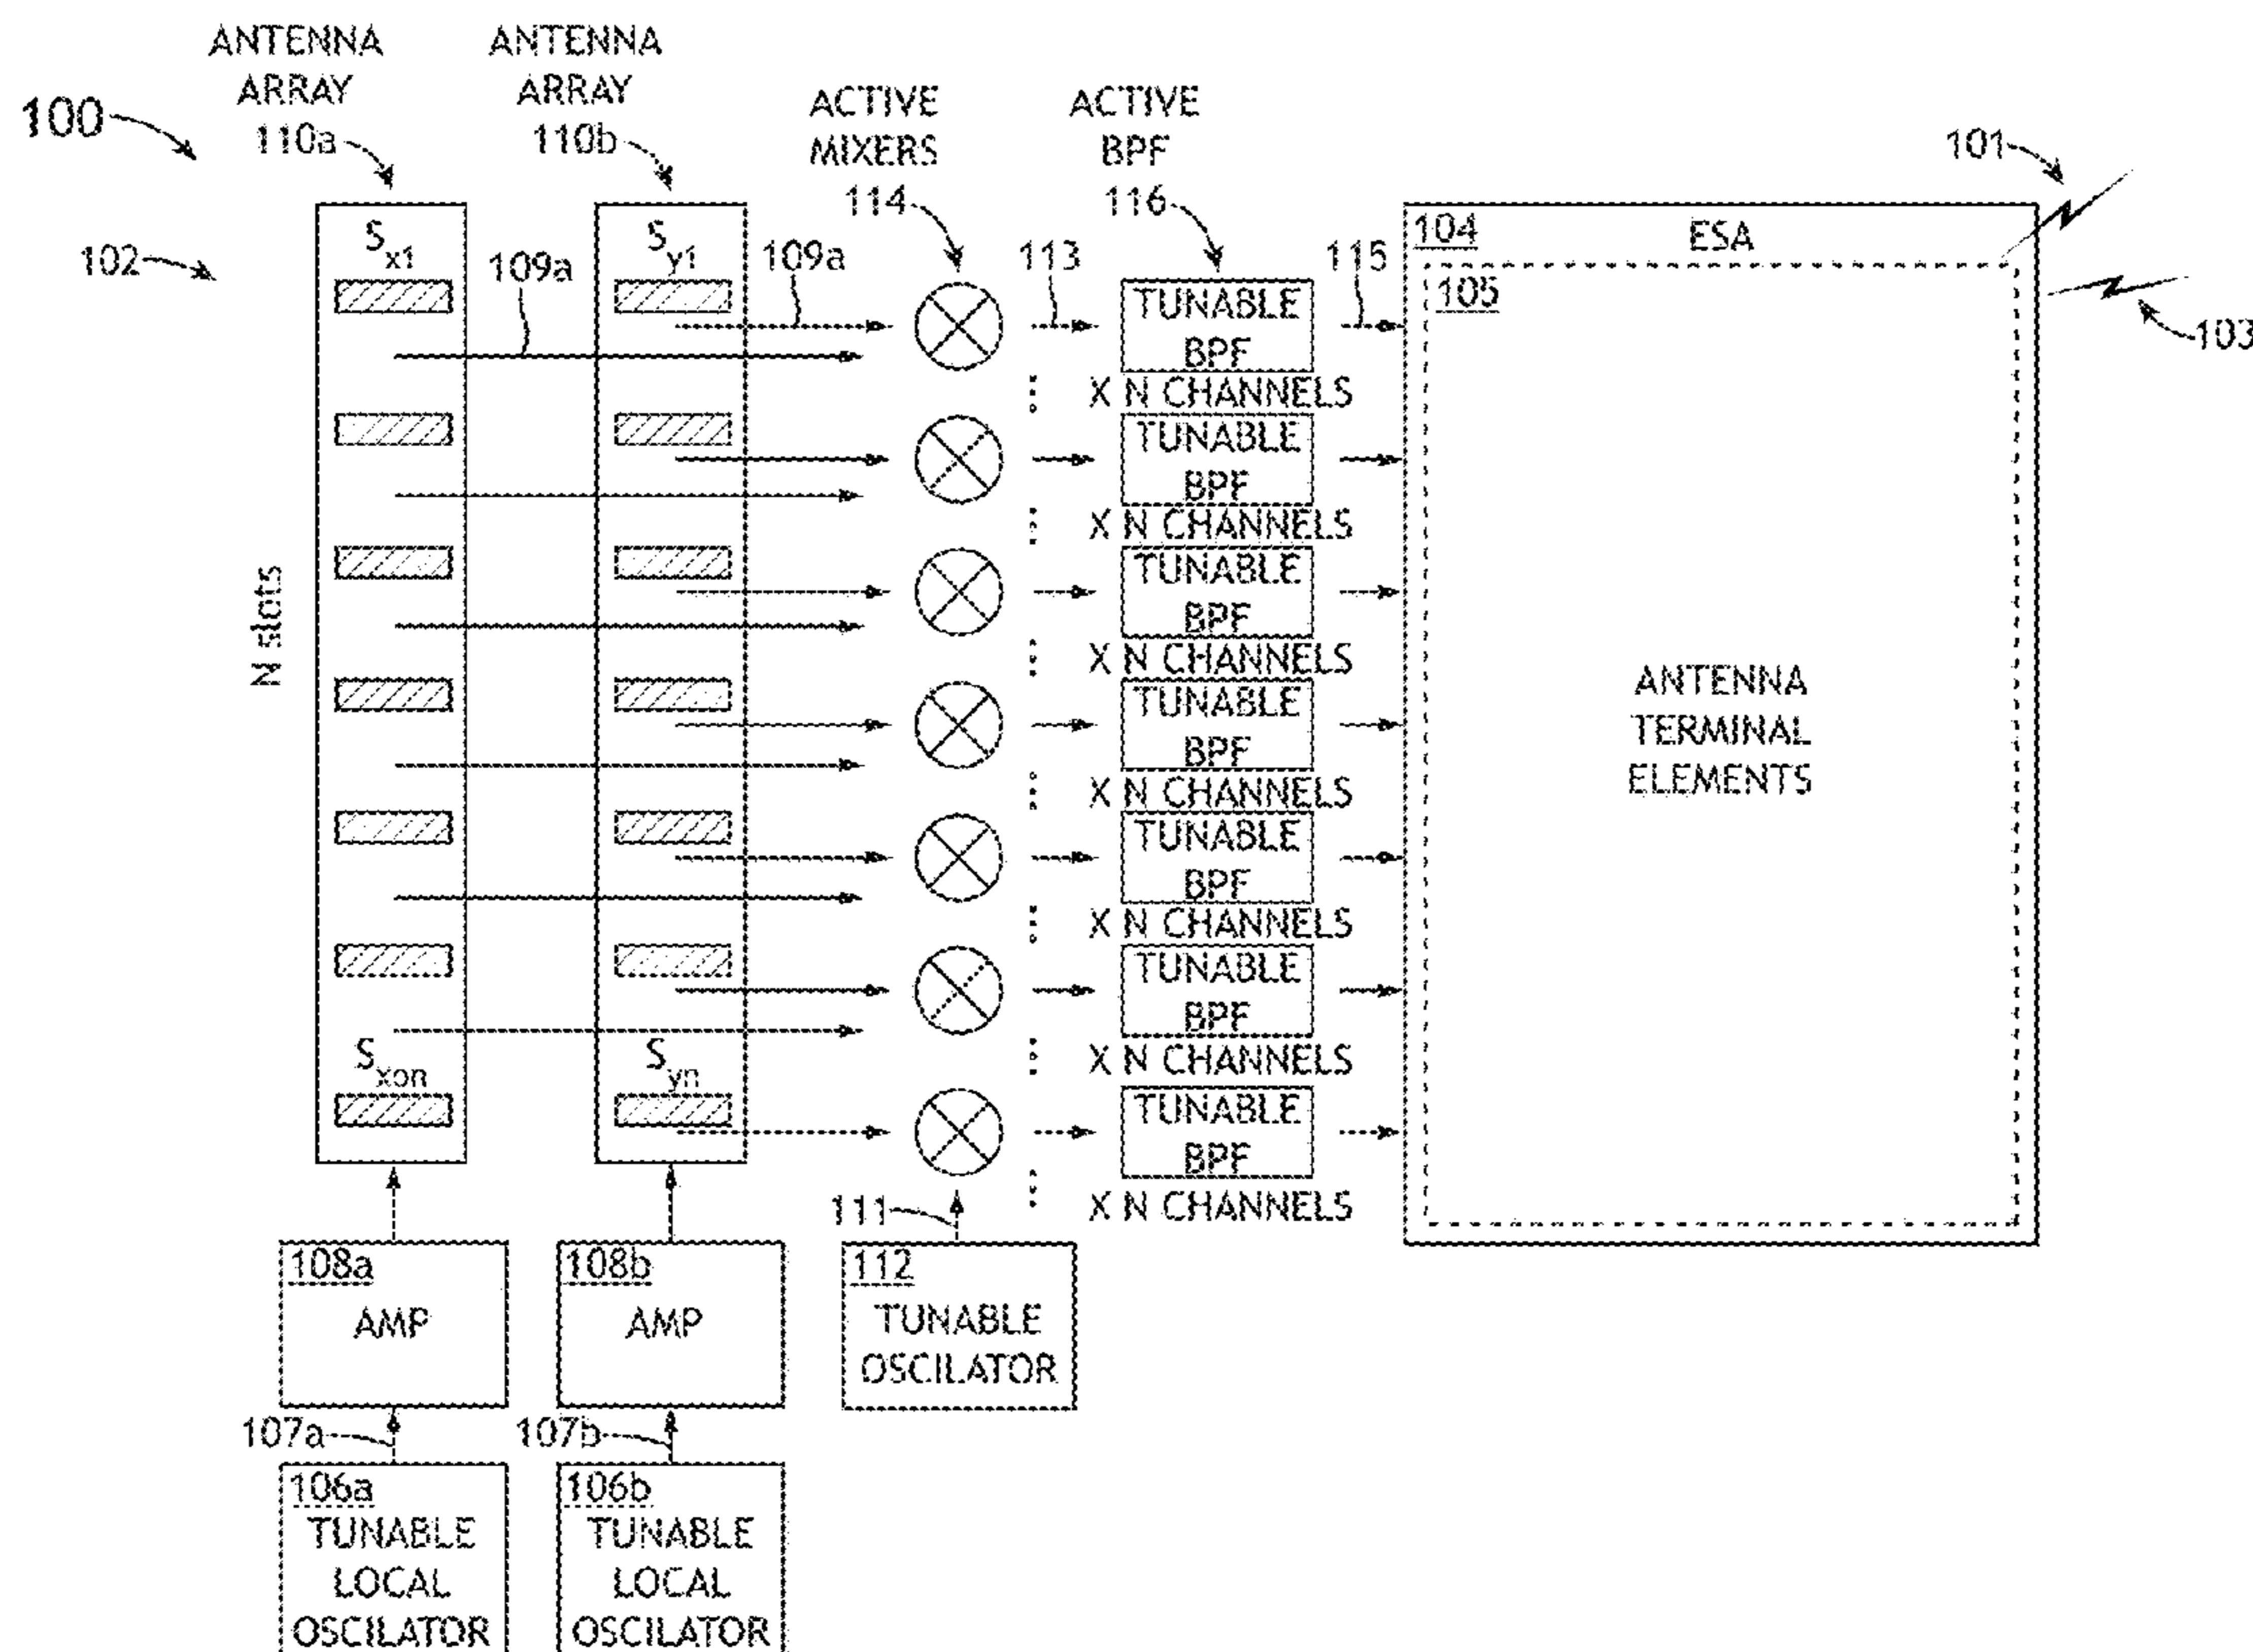 100
ANTENNA
ARRAY
110a
ANTENNA
ARRAY
110b
ACTIVE
MIXERS
114
ACTIVE
BPF
116
101
103
102
Sx1
Sy1
109a
109a
113
115
104
ESA
105
ANTENNA
TERMINAL
ELEMENTS
N slots
TUNABLE
BPF
X N CHANNELS
TUNABLE
BPF
X N CHANNELS
TUNABLE
BPF
X N CHANNELS
TUNABLE
BPF
X N CHANNELS
TUNABLE
BPF
X N CHANNELS
TUNABLE
BPF
X N CHANNELS
TUNABLE
BPF
X N CHANNELS
Sxon
Syn
111
108a
AMP
108b
AMP
112
TUNABLE
OSCILATOR
107a
107b
106a
TUNABLE
LOCAL
OSCILATOR
106b
TUNABLE
LOCAL
OSCILATOR